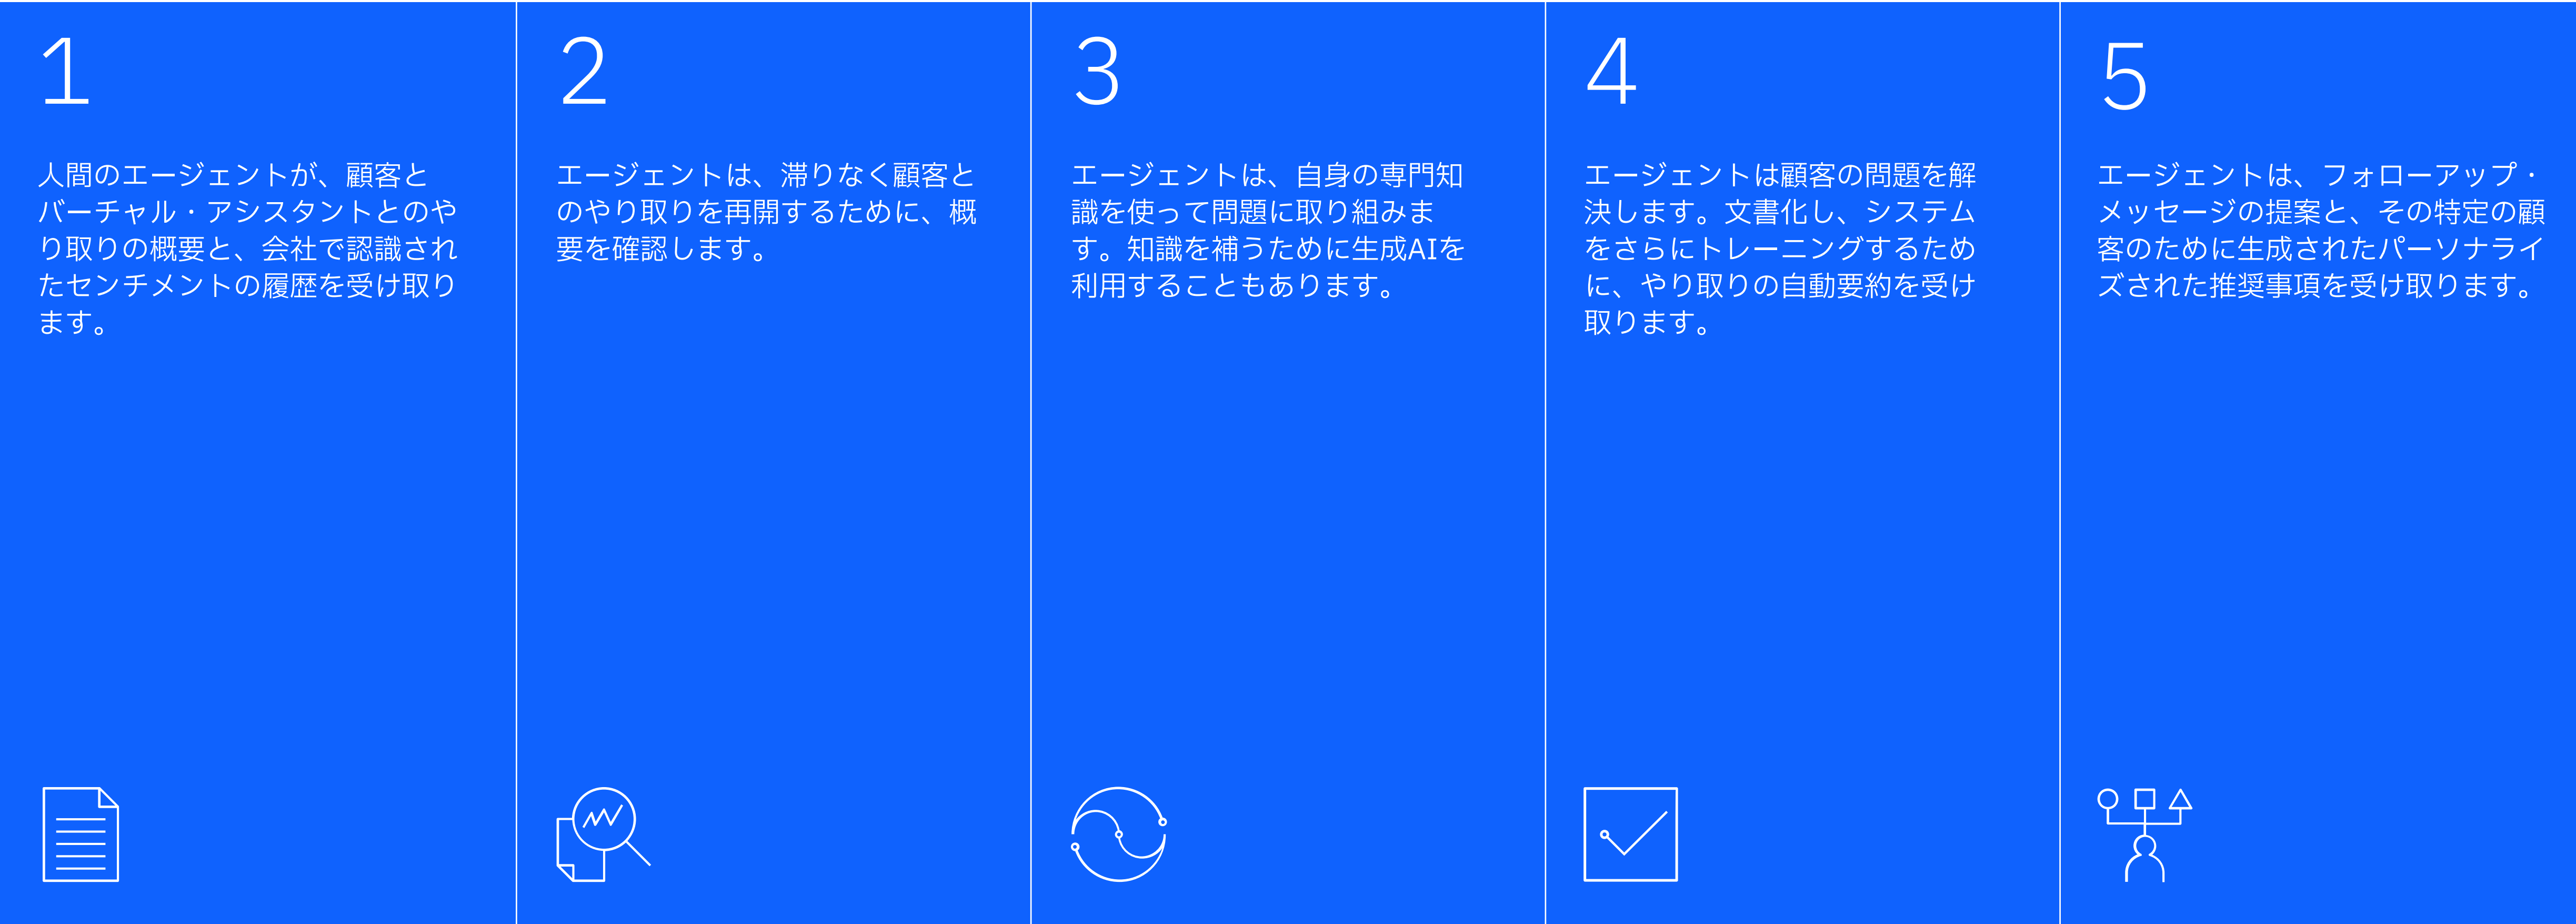 1
人間のエージェントが、顧客と
バーチャル・アシスタントとのや
り取りの概要と、会社で認識され
たセンチメントの履歴を受け取り
ます。
2
エージェントは、滞りなく顧客と
のやり取りを再開するために、概
要を確認します。
3
エージェントは、自身の専門知
識を使って問題に取り組みま
す。知識を補うために生成AIを
利用することもあります。
4
エージェントは顧客の問題を解
決します。文書化し、システム
をさらにトレーニングするため
に、やり取りの自動要約を受け
取ります。
5
エージェントは、フォローアップ・
メッセージの提案と、その特定の顧
客のために生成されたパーソナライ
ズされた推奨事項を受け取ります。